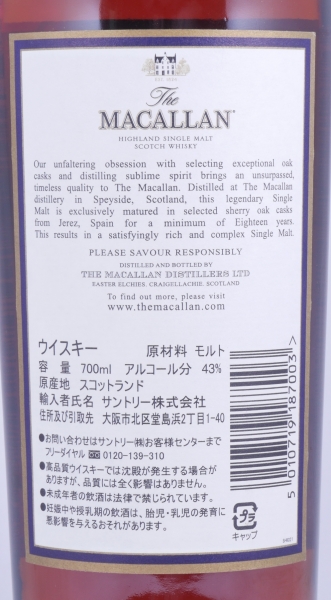 EST. 1824
The
MACALLAN
HIGHLAND SINGLE MALT
SCOTCH WHISKY
Our unfaltering obsession with selecting exceptional oak
casks and distilling sublime spirit brings an unsurpassed,
timeless quality to The Macallan. Distilled at The Macallan
distillery in Speyside, Scotland, this legendary Single
Malt is exclusively matured in selected sherry oak casks
from Jerez, Spain for a minimum of Eighteen years.
This results in a satisfyingly rich and complex Single Malt.
PLEASE SAVOUR RESPONSIBLY
DISTILLED AND BOTTLED BY
THE MACALLAN DISTILLERS LTD
EASTER ELCHIES, CRAIGELLACHIE, SCOTLAND
To find out more, please visit
www.themacallan.com
ウイスキー 原材料 モルト
容 量 700ml アルコール分 43%
原産地 スコットランド
輸入者氏名 サントリー株式会社
住所及び引取先 大阪市北区堂島浜2丁目1-40
●お問い合わせはサントリー㈱お客様センターまで
フリーダイヤル 0120-139-310
●高品質ウイスキーでは沈殿が発生する場合が
ありますが、品質には問題ありません。
●未成年者の飲酒は法律で禁じられています。
●妊娠中や授乳期の飲酒は、胎児・乳児の発育に
悪影響を与えるおそれがあります。
5010719187003>
プラ
キャップ